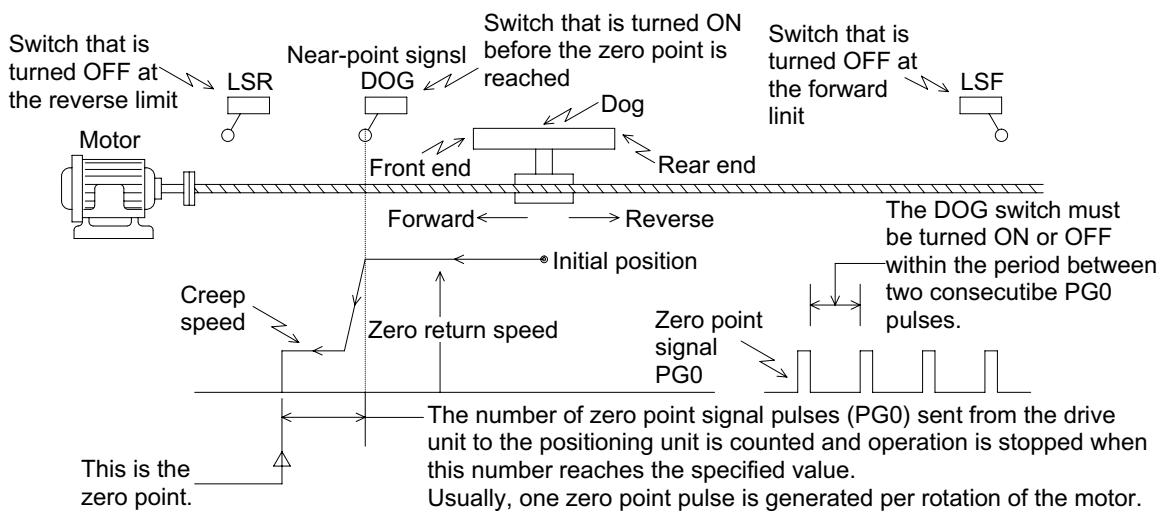 Switch that is
turned OFF at
the reverse limit
LSR
Near-point signsl
DOG
Switch that is turned ON
before the zero point is
reached
Switch that is
turned OFF at
the forward
linit
LSF
Motor
Dog
Front end
Rear end
Forward
Reverse
Initial position
The DOG switch must
be turned ON or OFF
within the period between
two consecutibe PG0
pulses.
Creep
speed
Zero return speed
Zero point
signal
PG0
The number of zero point signal pulses (PG0) sent from the drive
unit to the positioning unit is counted and operation is stopped when
this number reaches the specified value.
Usually, one zero point pulse is generated per rotation of the motor.
This is the
zero point.